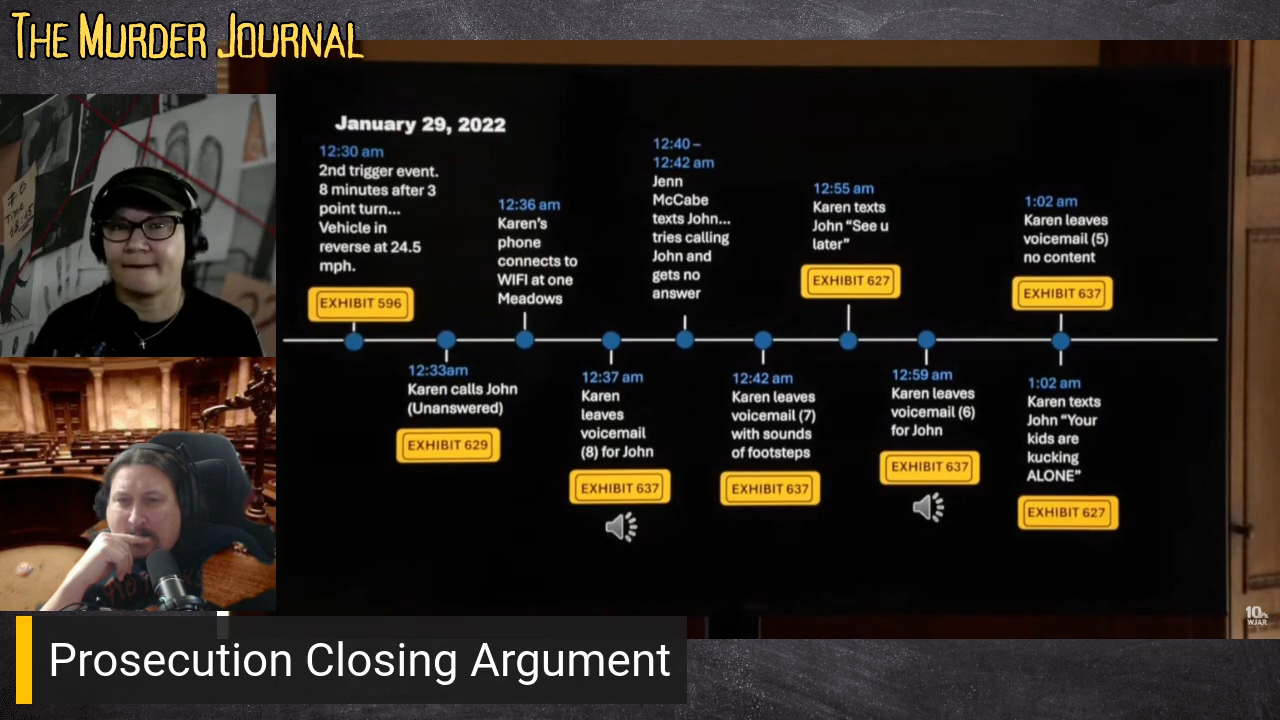 THE MURDER JOURNAL
January 29, 2022
12:30 am
2nd trigger event.
8 minutes after 3
point turn...
Vehicle in
reverse at 24.5
mph.
EXHIBIT 596
12:33am
Karen calls John
(Unanswered)
EXHIBIT 629
12:36 am
Karen's
phone
connects to
WIFI at one
Meadows
12:37 am
Karen
leaves
voicemail
(8) for John
EXHIBIT 637
12:40 –
12:42 am
Jenn
McCabe
texts John...
tries calling
John and
gets no
answer
12:42 am
Karen leaves
voicemail (7)
with sounds
of footsteps
EXHIBIT 637
12:55 am
Karen texts
John "See u
later"
EXHIBIT 627
12:59 am
Karen leaves
voicemail (6)
for John
EXHIBIT 637
1:02 am
Karen leaves
voicemail (5)
no content
EXHIBIT 637
1:02 am
Karen texts
John "Your
kids are
kucking
ALONE"
EXHIBIT 627
10
WJAR
Prosecution Closing Argument